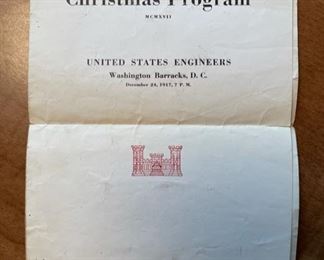 Christmas Program
MCMXVII
UNITED STATES ENGINEERS
Washington Barracks, D. C.
December 24, 1917, 7 P. M.